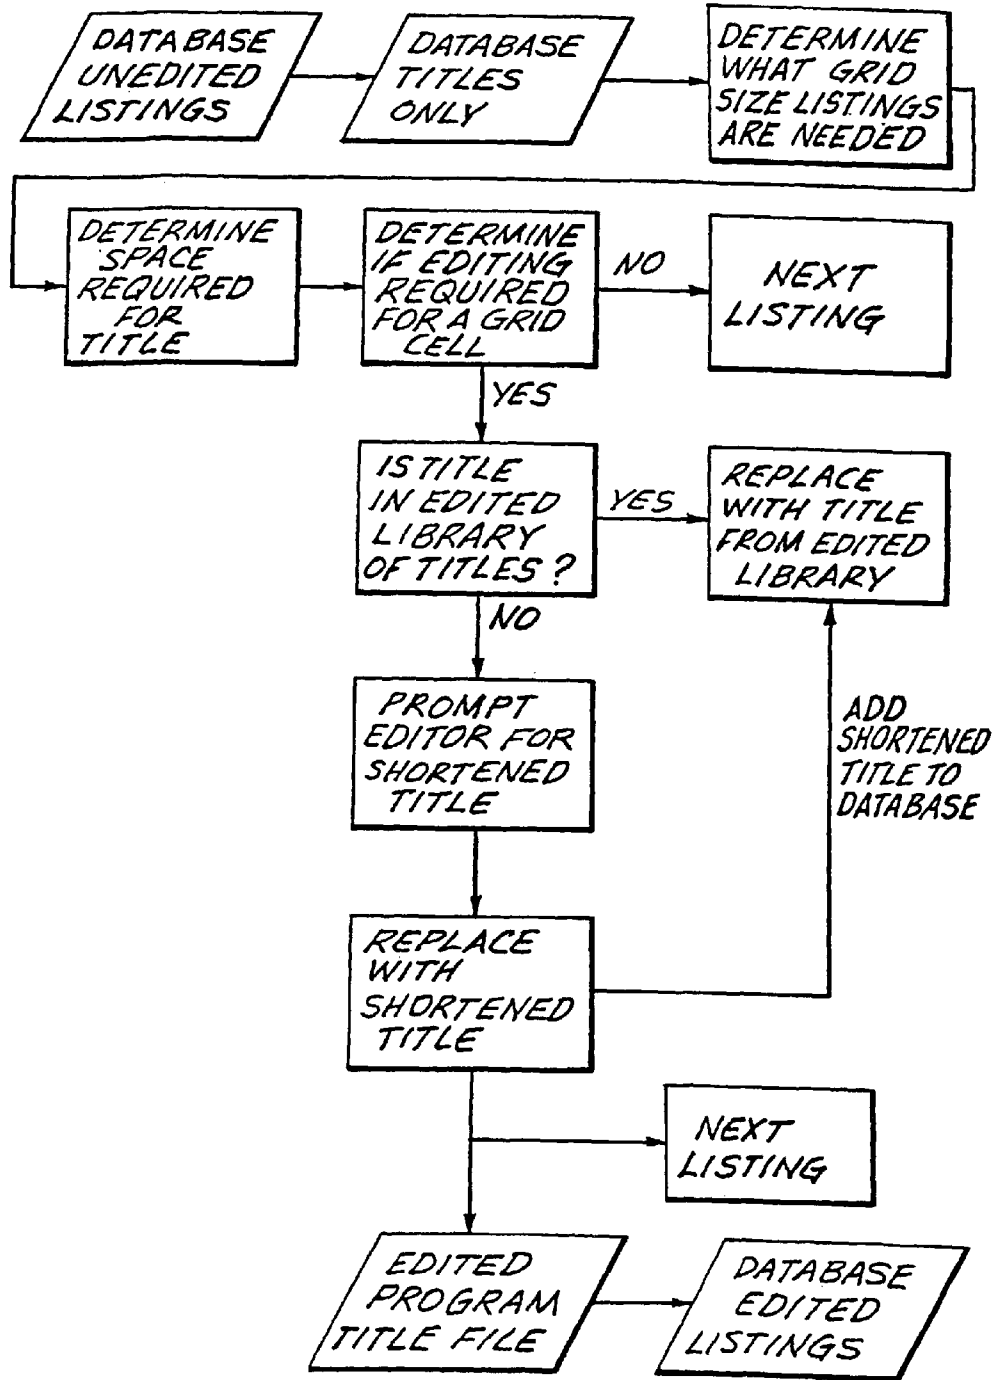 DATABASE
UNEDITED
LISTINGS
DATABASE
TITLES
ONLY
DETERMINE
WHAT GRID
SIZE LISTINGS
ARE NEEDED
DETERMINE
SPACE
REQUIRED
FOR
TITLE
DETERMINE
IF EDITING
REQUIRED
FOR A GRID
CELL
NO
NEXT
LISTING
YES
IS TITLE
IN EDITED
LIBRARY
OF TITLES?
YES
REPLACE
WITH TITLE
FROM EDITED
LIBRARY
NO
PROMPT
EDITOR FOR
SHORTENED
TITLE
ADD
SHORTENED
TITLE TO
DATABASE
REPLACE
WITH
SHORTENED
TITLE
NEXT
LISTING
EDITED
PROGRAM
TITLE FILE
DATABASE
EDITED
LISTINGS